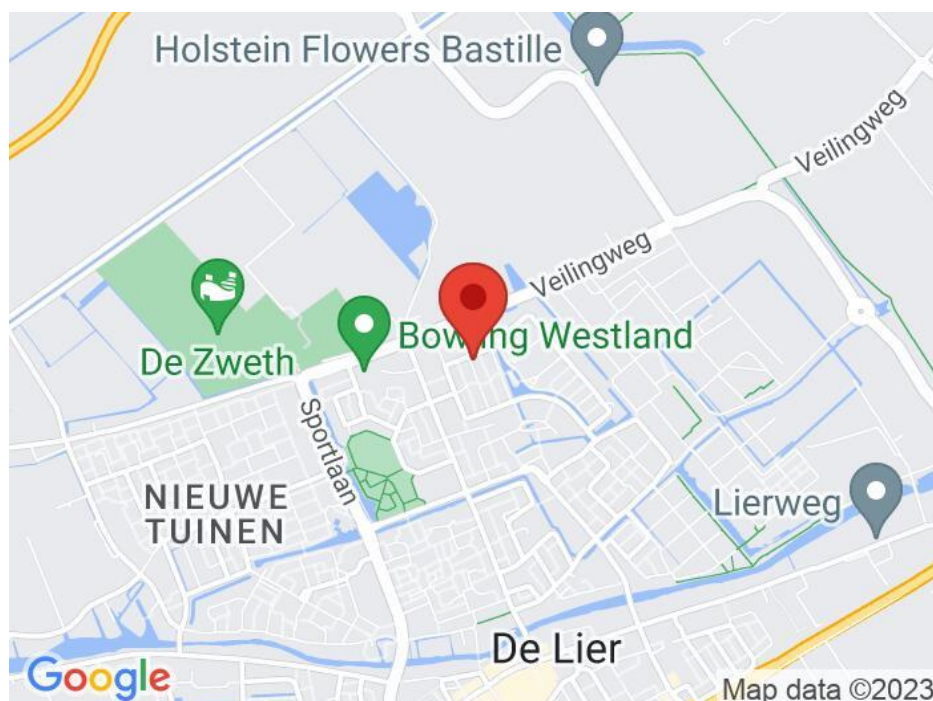 Holstein Flowers Bastille
Veilingweg
Veilingweg
Bowling Westland
De Zweth
Sportlaan
NIEUWE
TUINEN
Lierweg
De Lier
Google
Map data ©2023